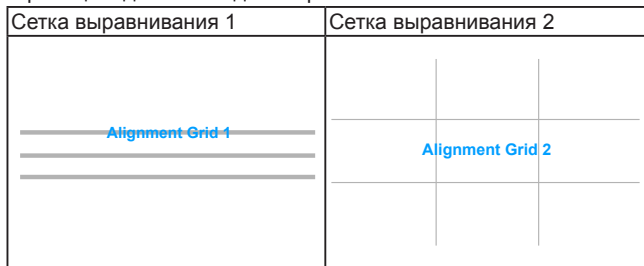 Сетка выравнивания 1
Сетка выравнивания 2
Alignment Grid 1
Alignment Grid 2